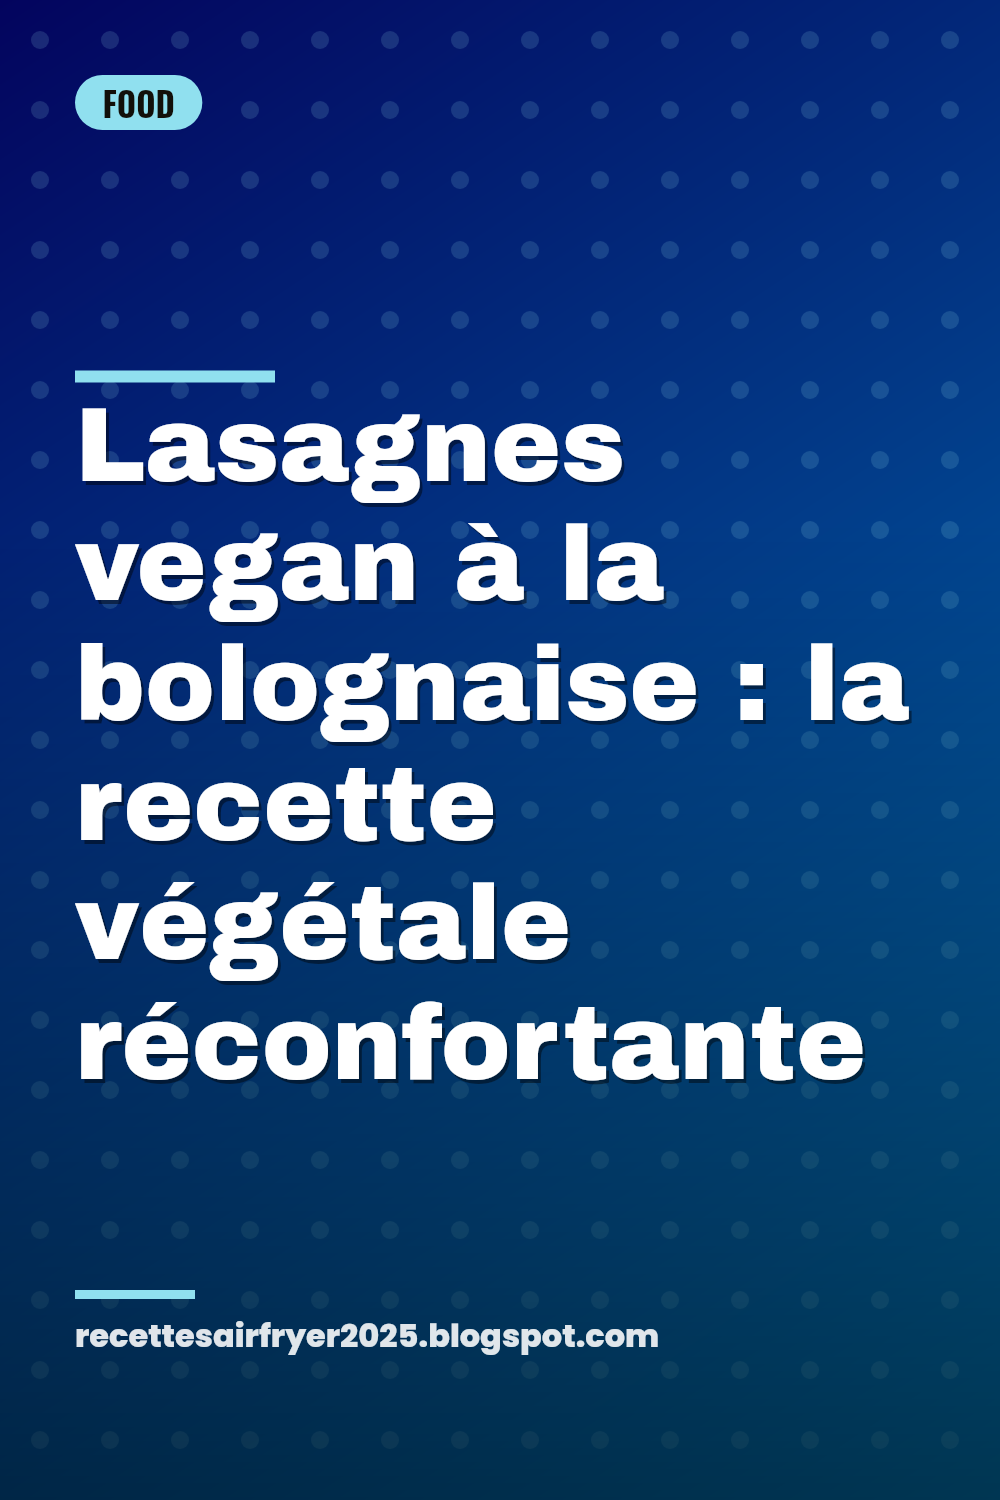 FOOD
Lasagnes
vegan à la
bolognaise : la
recette
végétale
réconfortante
recettesairfryer2025.blogspot.com